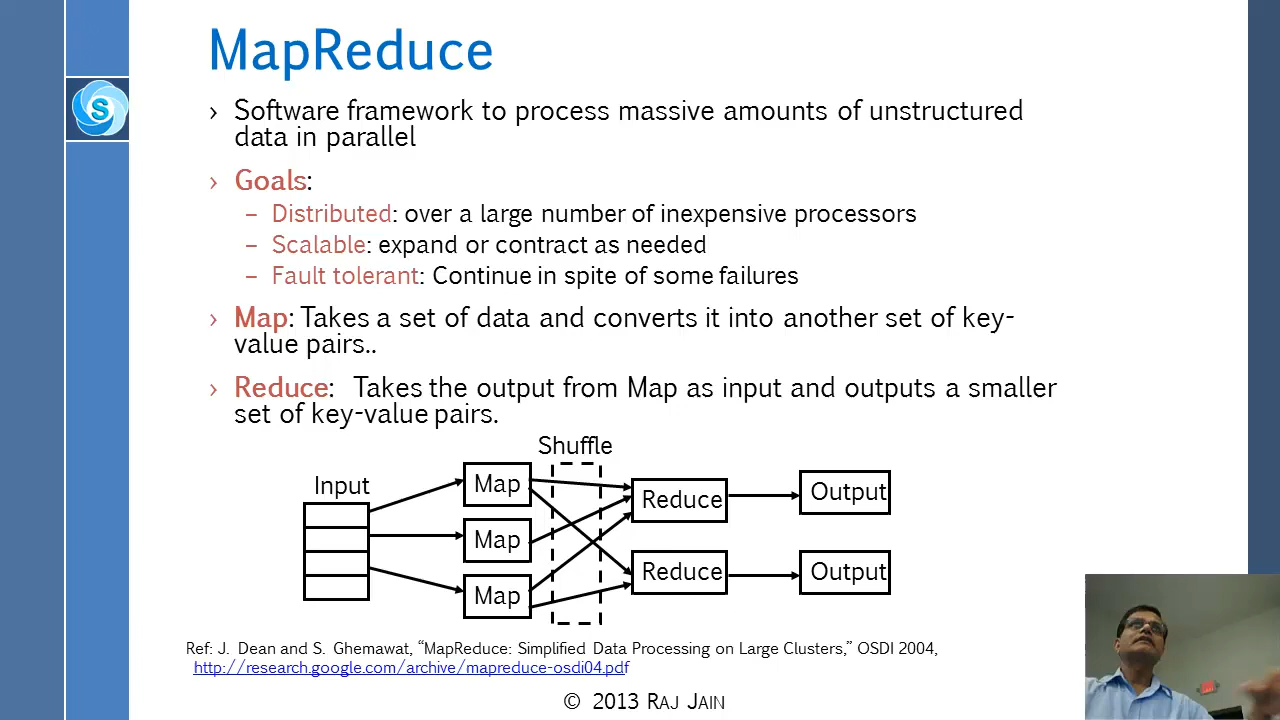 MapReduce
› Software framework to process massive amounts of unstructured
data in parallel
› Goals:
– Distributed: over a large number of inexpensive processors
– Scalable: expand or contract as needed
– Fault tolerant: Continue in spite of some failures
› Map: Takes a set of data and converts it into another set of key-
value pairs..
› Reduce: Takes the output from Map as input and outputs a smaller
set of key-value pairs.
Shuffle
Input
Map
Reduce
Output
Map
Reduce
Output
Map
Ref: J. Dean and S. Ghemawat, “MapReduce: Simplified Data Processing on Large Clusters,” OSDI 2004,
http://research.google.com/archive/mapreduce-osdi04.pdf
© 2013 RAJ JAIN
S